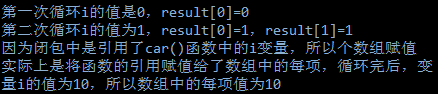 第一次循环i的值是0，result[0]=0
第二次循环i的值为1，result[0]=1，result[1]=1
因为闭包中是引用了car()函数中的i变量，所以个数组赋值
实际上是将函数的引用赋值给了数组中的每项，循环完后，变
量i的值为10，所以数组中的每项值为10